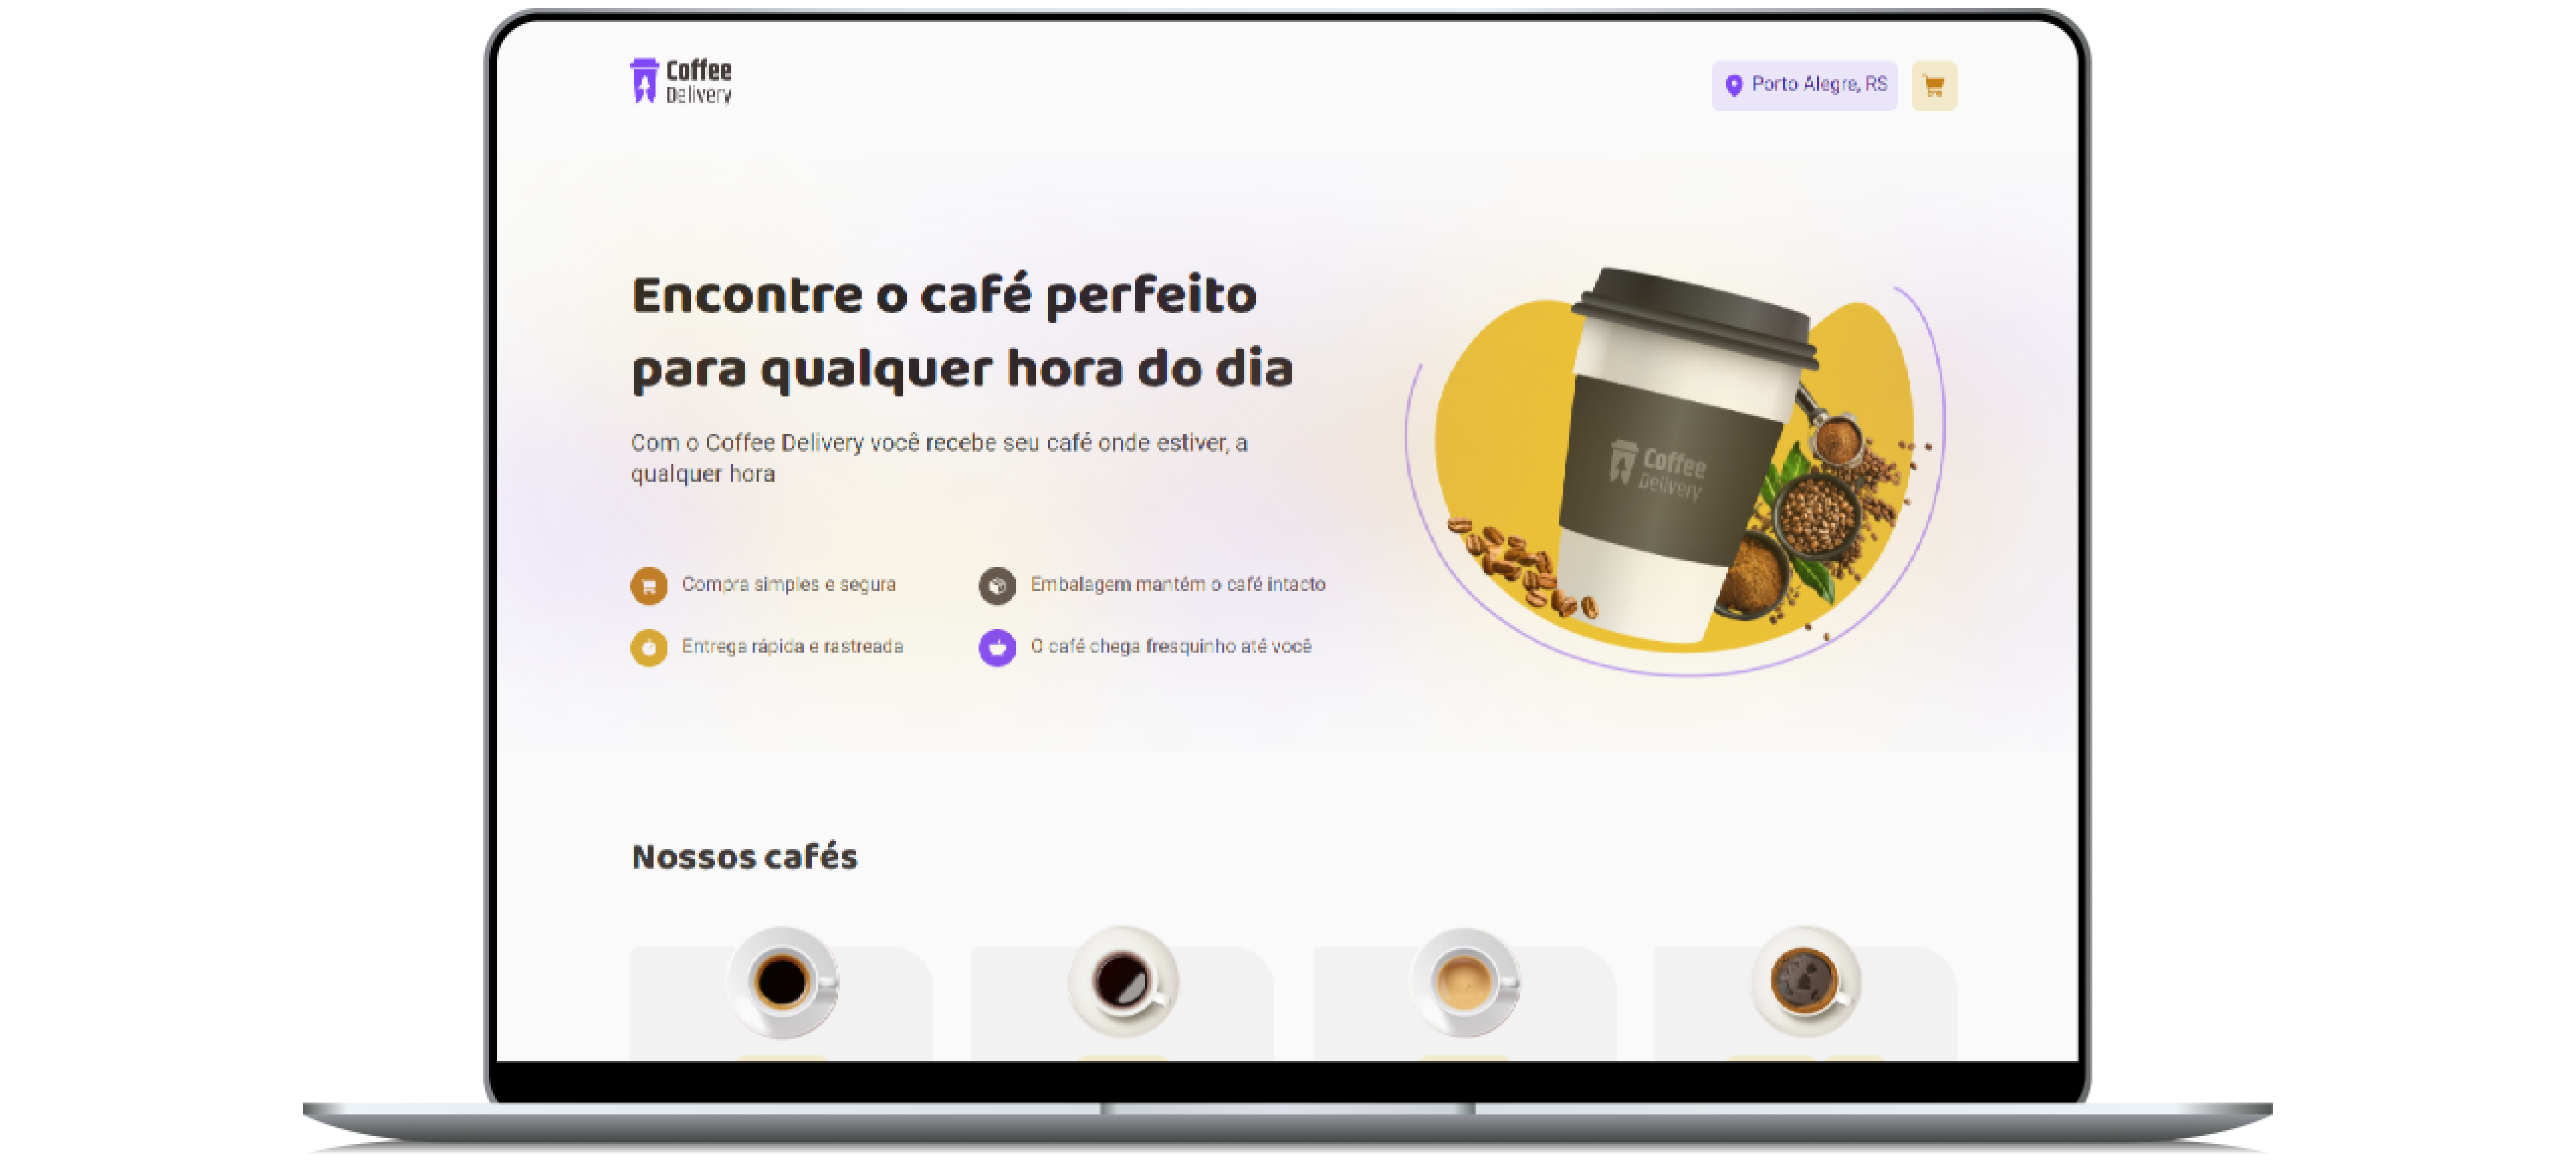 Coffee
Delivery
Porto Alegre, RS
Encontre o café perfeito
para qualquer hora do dia
Com o Coffee Delivery você recebe seu café onde estiver, a
qualquer hora
Compra simples e segura
Embalagem mantém o café intacto
Entrega rápida e rastreada
O café chega fresquinho até você
Coffee
Delivery
Nossos cafés